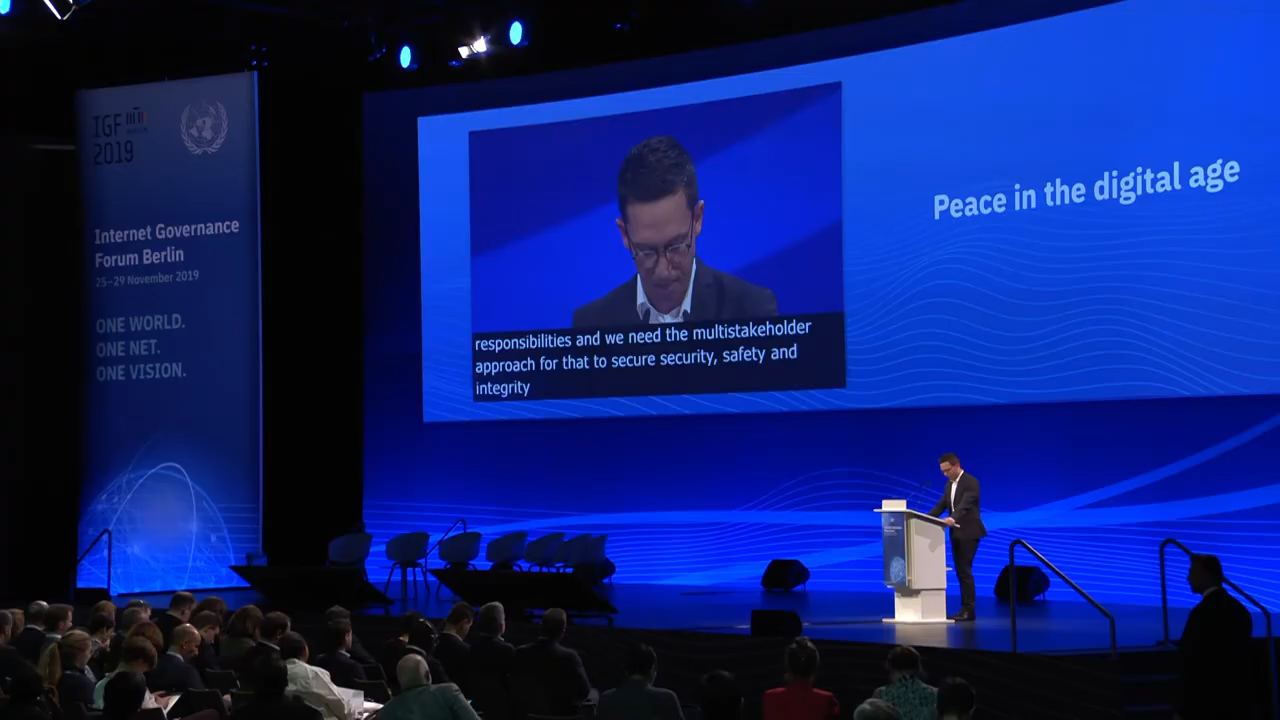 IGF
2019
Internet Governance
Forum Berlin
25–29 November 2019
ONE WORLD.
ONE NET.
ONE VISION.
Peace in the digital age
responsibilities and we need the multistakeholder
approach for that to secure security, safety and
integrity